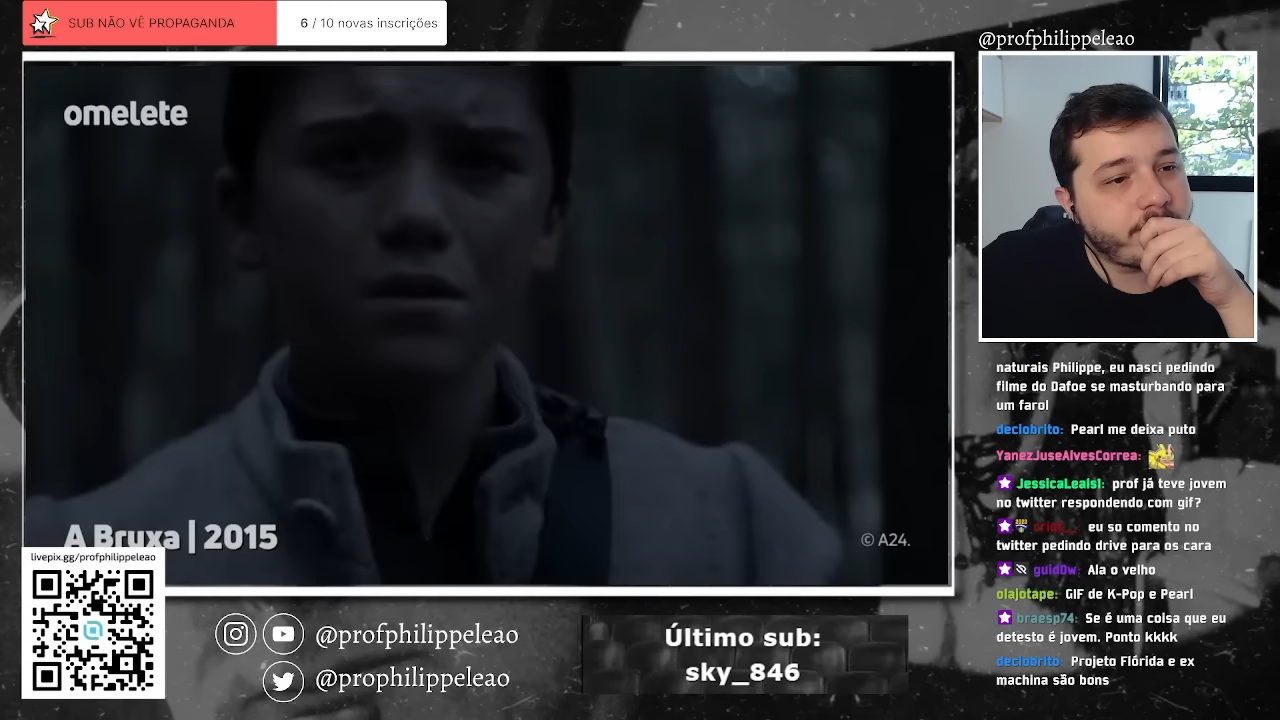 SUB NÃO VÊ PROPAGANDA
6 / 10 novas inscrições
@profphilippeleao
omelete
A Bruxa | 2015
© A24.
livepix.gg/profphilippeleao
@profphilippeleao
@prophilippeleao
Último sub:
sky_846
naturais Philippe, eu nasci pedindo
filme do Dafoe se masturbando para
um farol
deciobrito: Pearl me deixa puto
YanezJuseAlvesCorrea:
JessicaLeaisl: prof já teve jovem
no twitter respondendo com gif?
eu so comento no
twitter pedindo drive para os cara
guid0w: Ala o velho
olajotape: GIF de K-Pop e Pearl
braesp74: Se é uma coisa que eu
detesto é jovem. Ponto kkkk
deciobrito: Projeto Flórida e ex
machina são bons